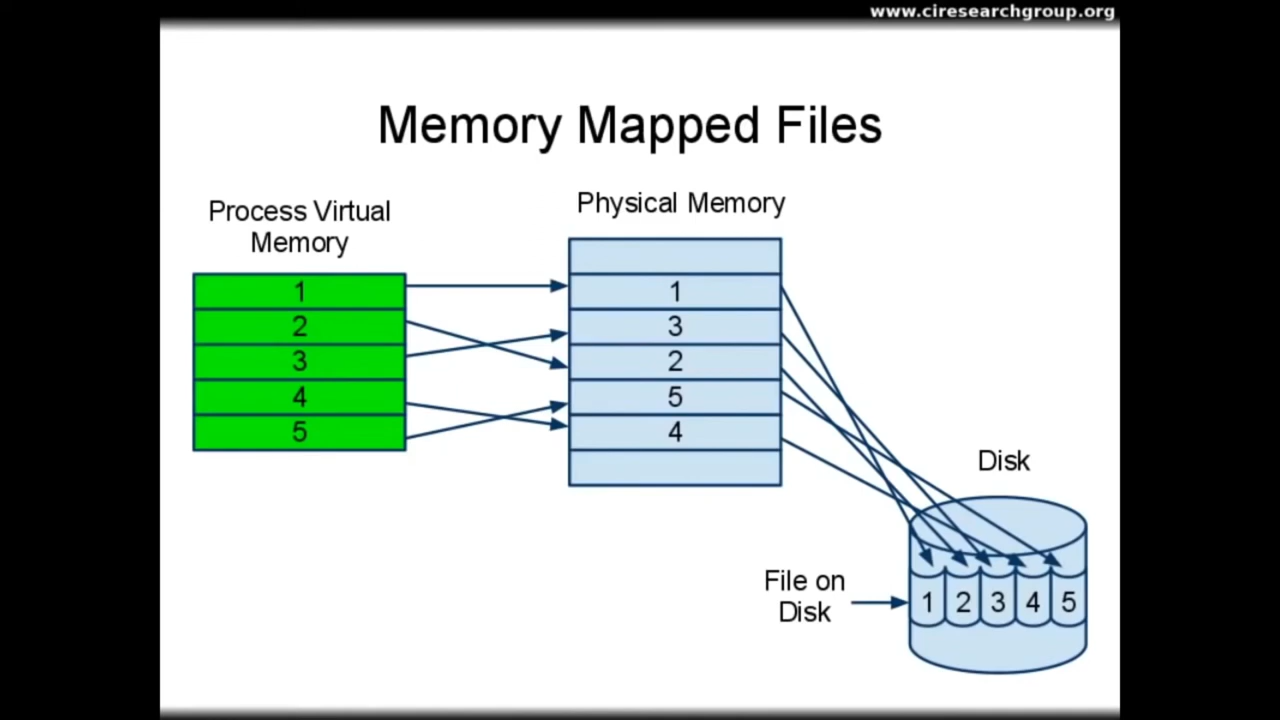 www.ciresearchgroup.org
Memory Mapped Files
Process Virtual
Memory
1
2
3
4
5
Physical Memory
1
3
2
5
4
Disk
File on
Disk
1 2 3 4 5